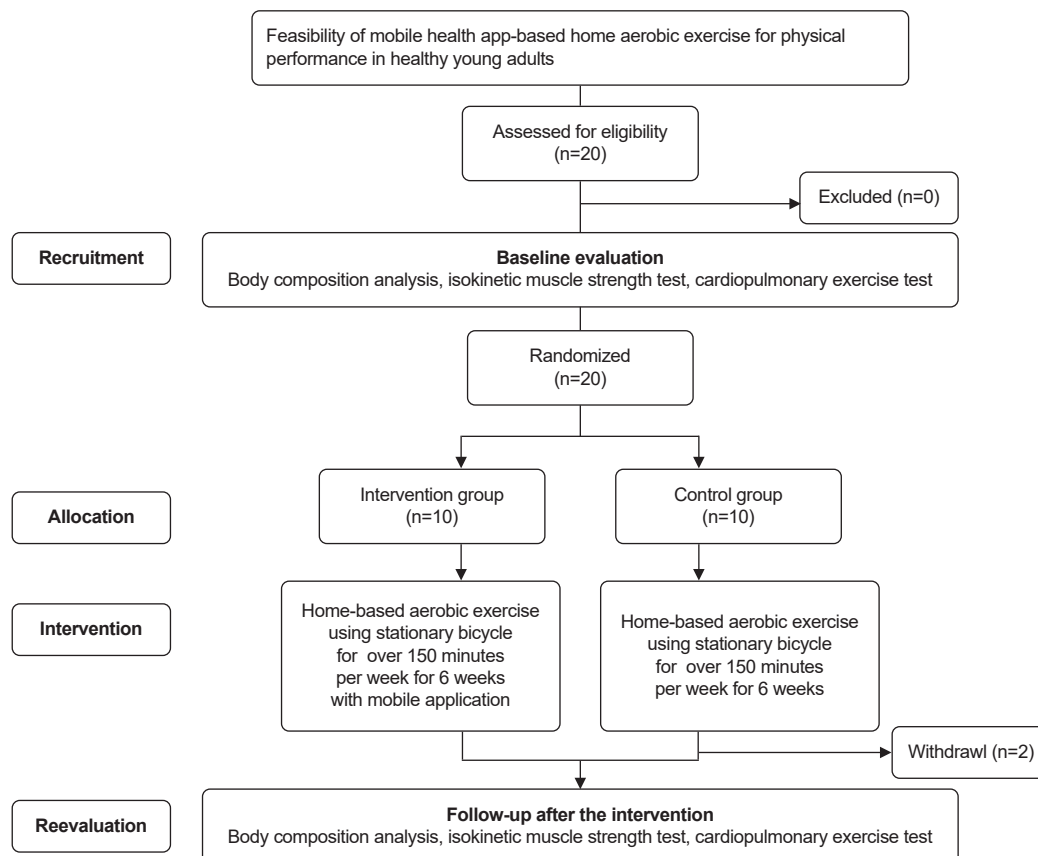 Feasibility of mobile health app-based home aerobic exercise for physical
performance in healthy young adults
Assessed for eligibility
(n=20)
Excluded (n=0)
Recruitment
Baseline evaluation
Body composition analysis, isokinetic muscle strength test, cardiopulmonary exercise test
Randomized
(n=20)
Allocation
Intervention group
(n=10)
Control group
(n=10)
Intervention
Home-based aerobic exercise
using stationary bicycle
for over 150 minutes
per week for 6 weeks
with mobile application
Home-based aerobic exercise
using stationary bicycle
for over 150 minutes
per week for 6 weeks
Withdrawl (n=2)
Reevaluation
Follow-up after the intervention
Body composition analysis, isokinetic muscle strength test, cardiopulmonary exercise test